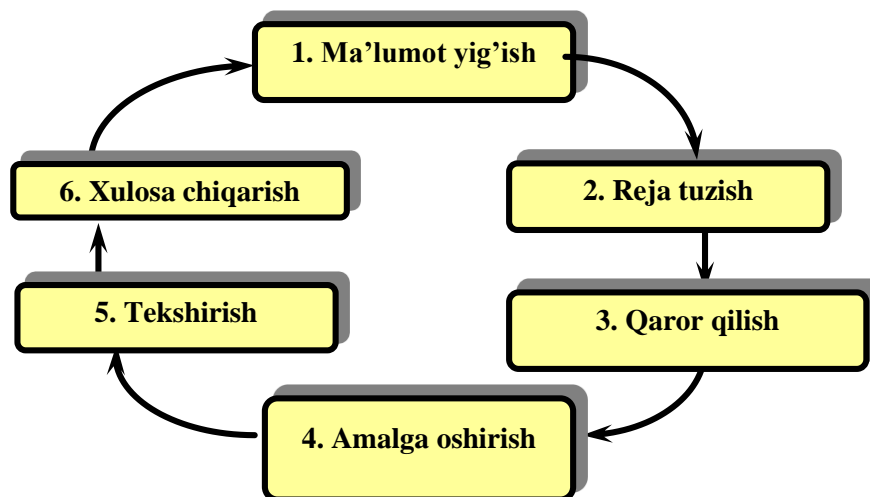 1. Ma’lumot yig’ish
2. Reja tuzish
3. Qaror qilish
4. Amalga oshirish
5. Tekshirish
6. Xulosa chiqarish